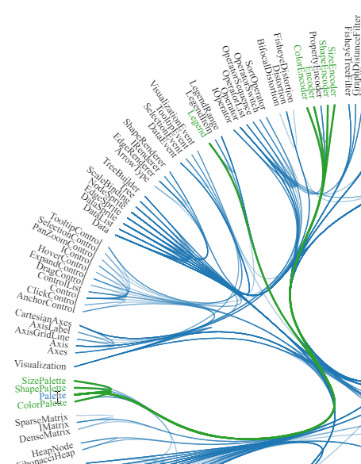 GraphDistanceFilter
FisheyeTreeFilter
SizeEncoder
ShapeEncoder
PropertyEncoder
Encoder
ColorEncoder
FisheyeDistortion
Distortion
BifocalDistortion
SortOperator
OperatorSwitch
OperatorSequence
OperatorList
Operator
IOperator
LegendRange
LegendItem
Legend
VisualizationEvent
TooltipEvent
SelectionEvent
DataEvent
ShapeRenderer
IRenderer
EdgeRenderer
ArrowType
TreeBuilder
Tree
ScaleBinding
NodeSprite
EdgeSprite
DataSprite
DataList
Data
TooltipControl
SelectionControl
PanZoomControl
IControl
HoverControl
ExpandControl
DragControl
ControlList
Control
ClickControl
AnchorControl
CartesianAxes
AxisLabel
AxisGridLine
Axis
Axes
Visualization
SizePalette
ShapePalette
Palette
ColorPalette
SparseMatrix
IMatrix
DenseMatrix
HeapNode
FibonacciHeap